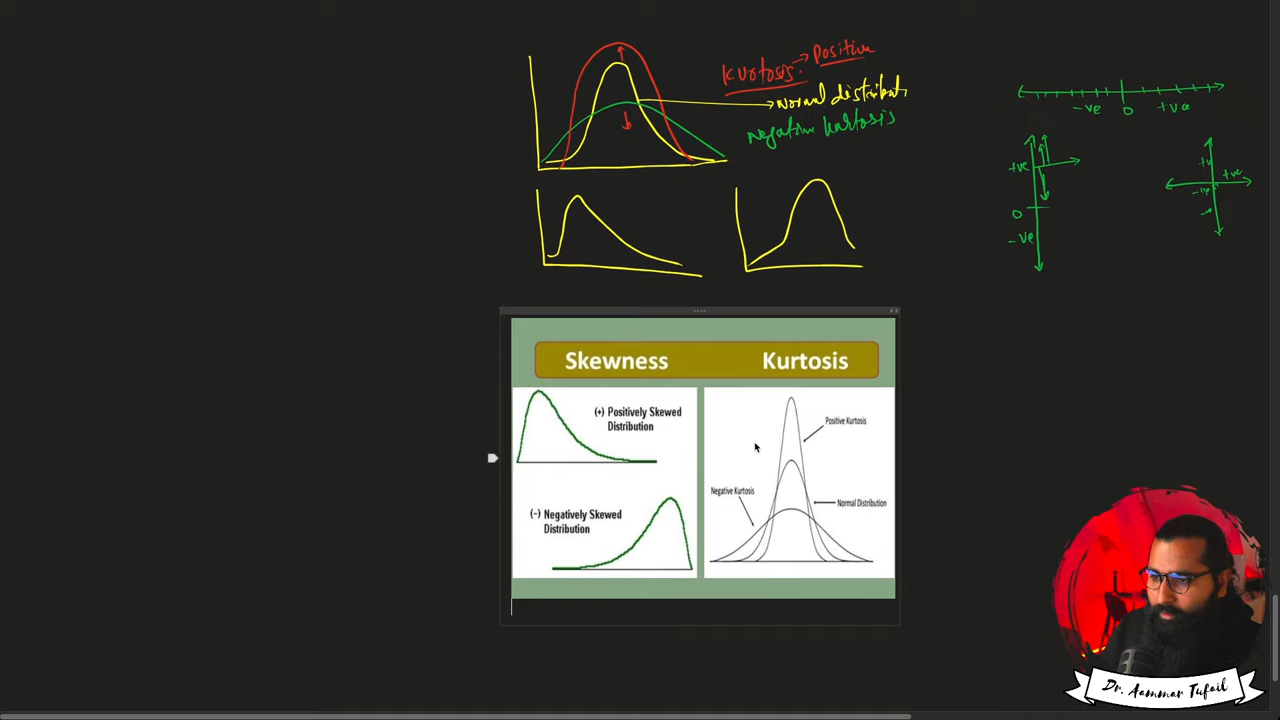 Kurtosis: → Positive
Normal distribut
negative kurtosis
-ve 0 +ve
+ve
0
-ve
+ve
Skewness Kurtosis
(+) Positively Skewed
Distribution
(-) Negatively Skewed
Distribution
Positive Kurtosis
Negative Kurtosis
Normal Distribution
Dr. Aammar Tufail